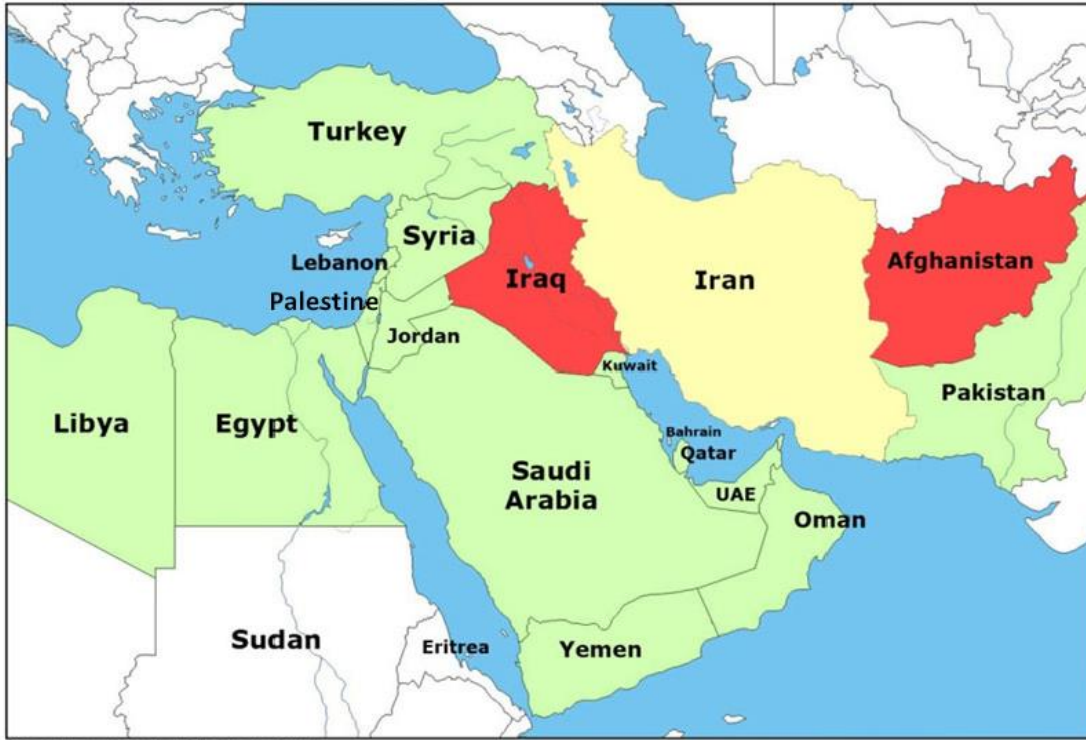 Turkey
Syria
Lebanon
Iraq
Iran
Afghanistan
Palestine
Jordan
Kuwait
Pakistan
Libya
Egypt
Bahrain
Qatar
Saudi
Arabia
UAE
Oman
Sudan
Eritrea
Yemen